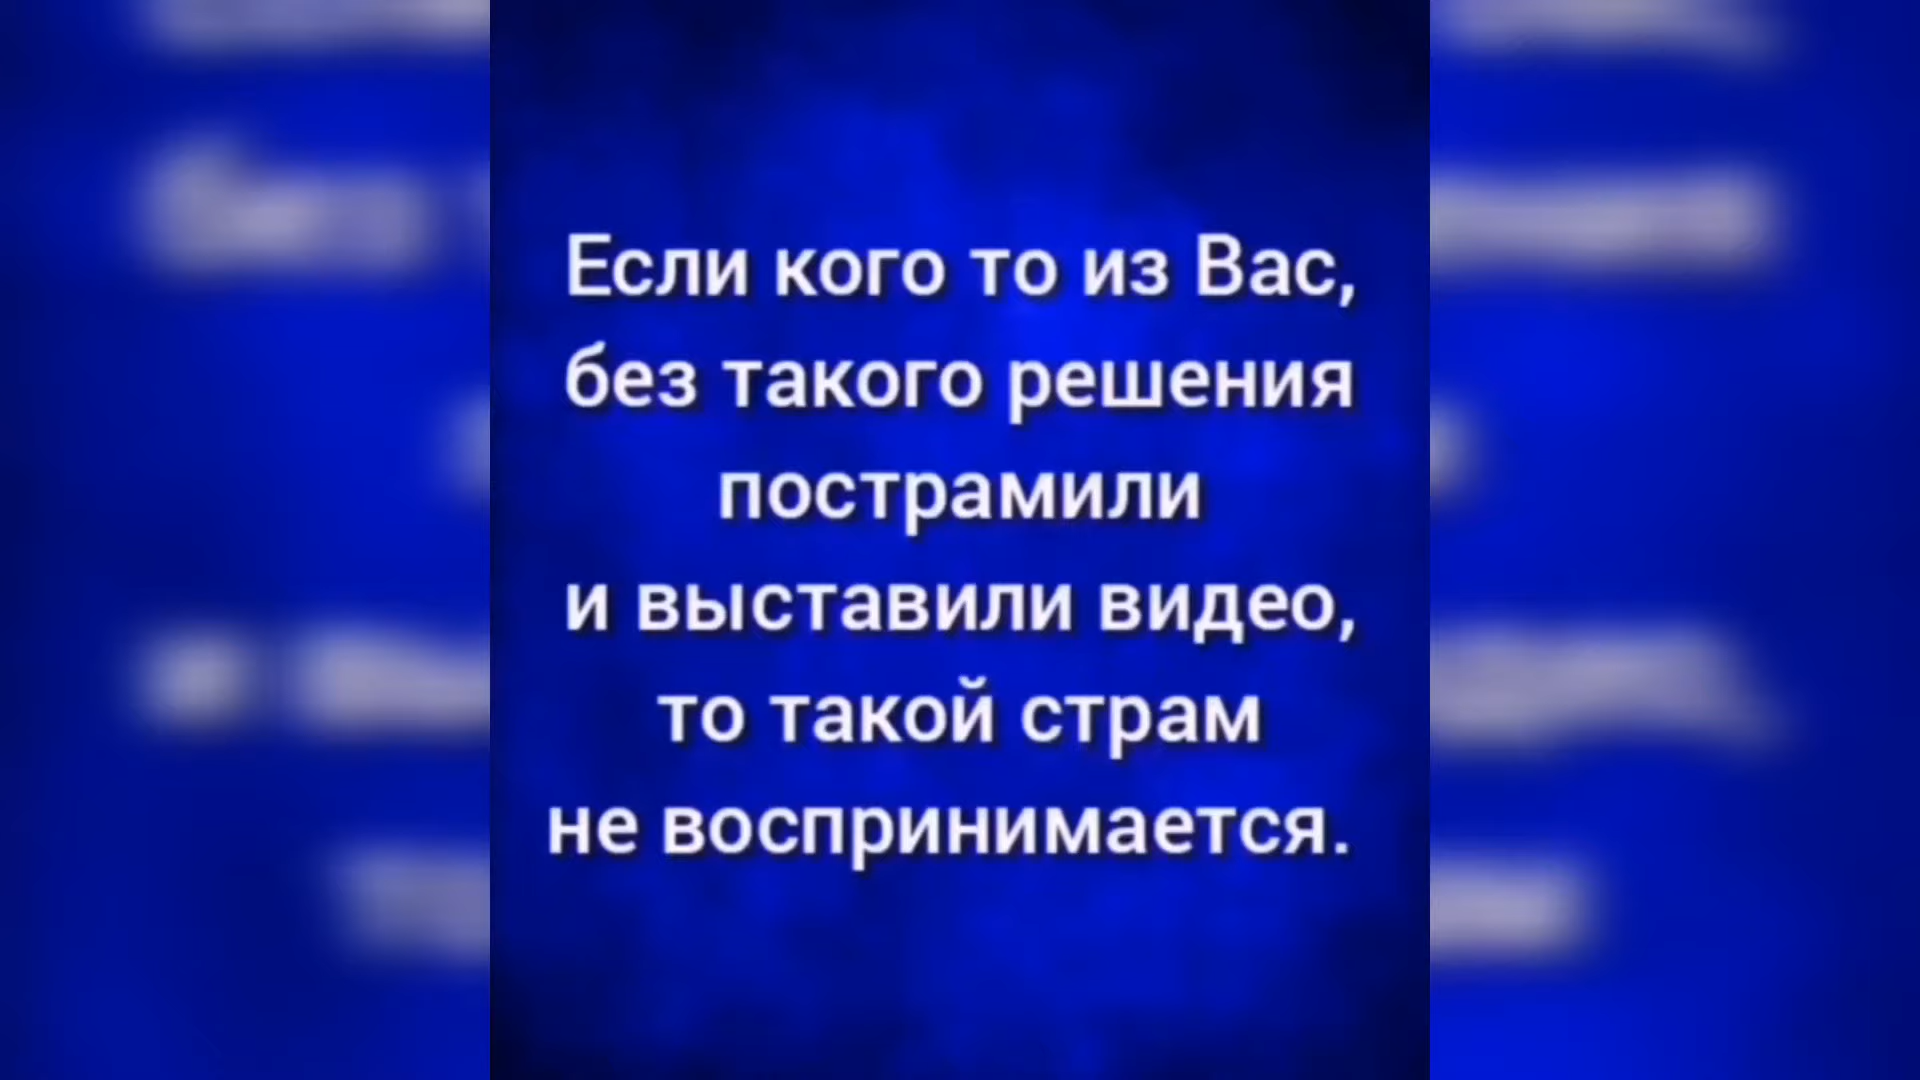 Если кого то из Вас,
без такого решения
пострамили
и выставили видео,
то такой страм
не воспринимается.